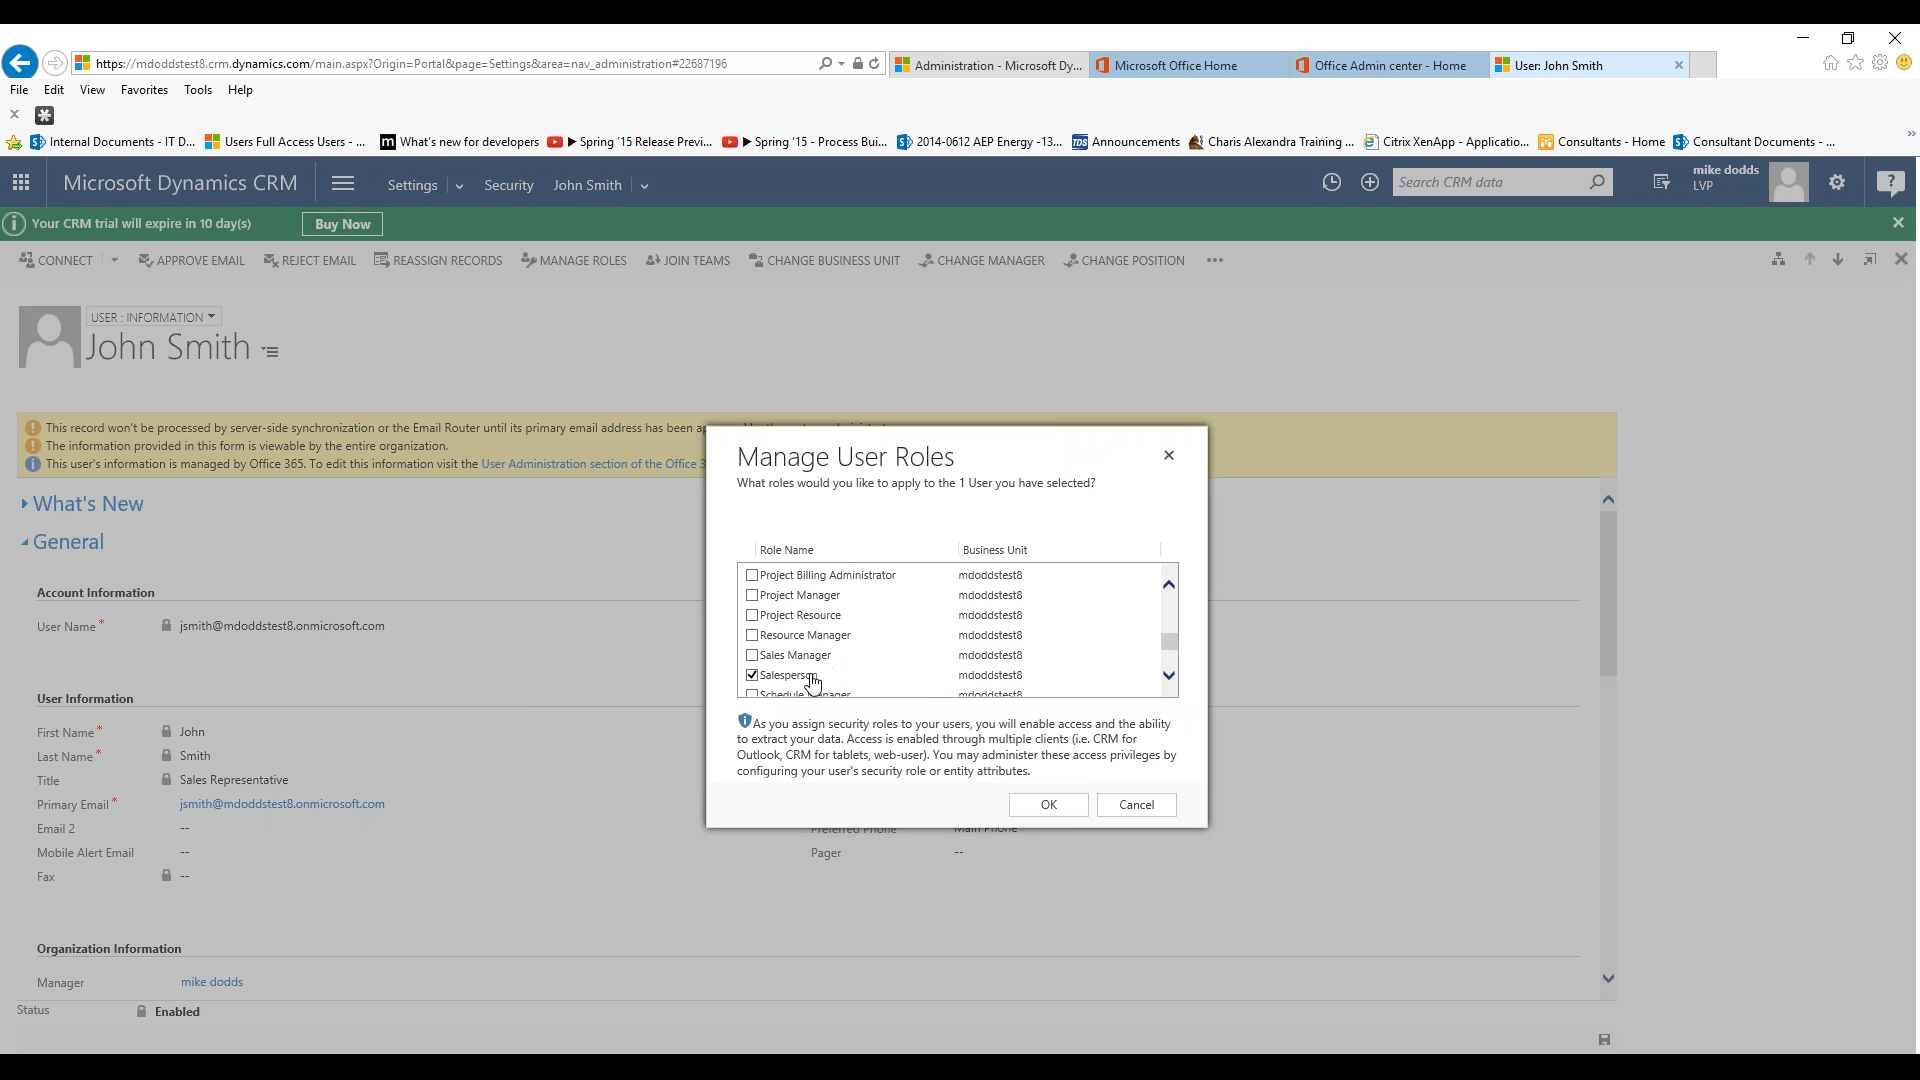 https://mdoddstest8.crm.dynamics.com/main.aspx?Origin=Portal&page=Settings&area=nav_administration#22687196
Administration - Microsoft Dy...
Microsoft Office Home
Office Admin center - Home
User: John Smith
File Edit View Favorites Tools Help
Internal Documents - IT D...
Users Full Access Users - ...
What's new for developers
▶ Spring '15 Release Previ...
▶ Spring '15 - Process Bui...
2014-0612 AEP Energy -13...
TDS Announcements
Charis Alexandra Training ...
Citrix XenApp - Applicatio...
Consultants - Home
Consultant Documents - ...
Microsoft Dynamics CRM
Settings
Security
John Smith
Search CRM data
mike dodds
LVP
Your CRM trial will expire in 10 day(s)
Buy Now
CONNECT
APPROVE EMAIL
REJECT EMAIL
REASSIGN RECORDS
MANAGE ROLES
JOIN TEAMS
CHANGE BUSINESS UNIT
CHANGE MANAGER
CHANGE POSITION
USER : INFORMATION
John Smith
This record won't be processed by server-side synchronization or the Email Router until its primary email address has been ap
The information provided in this form is viewable by the entire organization.
This user's information is managed by Office 365. To edit this information visit the User Administration section of the Office 3
What's New
General
Account Information
User Name* jsmith@mdoddstest8.onmicrosoft.com
User Information
First Name* John
Last Name* Smith
Title Sales Representative
Primary Email* jsmith@mdoddstest8.onmicrosoft.com
Email 2 --
Mobile Alert Email --
Fax --
Preferred Phone Main Phone
Pager --
Organization Information
Manager mike dodds
Status Enabled
Manage User Roles
What roles would you like to apply to the 1 User you have selected?
Role Name Business Unit
Project Billing Administrator mdoddstest8
Project Manager mdoddstest8
Project Resource mdoddstest8
Resource Manager mdoddstest8
Sales Manager mdoddstest8
Salesperson mdoddstest8
Schedule Manager mdoddstest8
As you assign security roles to your users, you will enable access and the ability
to extract your data. Access is enabled through multiple clients (i.e. CRM for
Outlook, CRM for tablets, web-user). You may administer these access privileges by
configuring your user's security role or entity attributes.
OK
Cancel